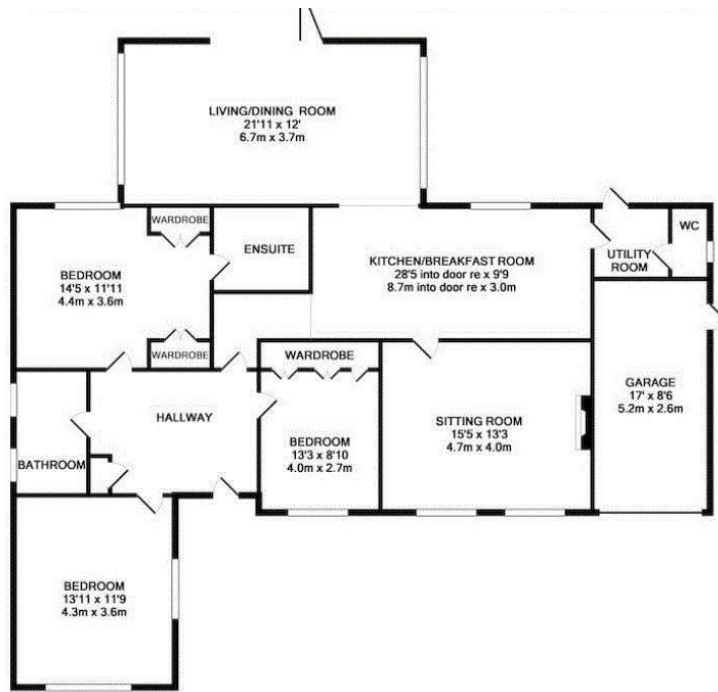 LIVING/DINING ROOM
21'11 x 12'
6.7m x 3.7m
WARDROBE
ENSUITE
BEDROOM
14'5 x 11'11
4.4m x 3.6m
WARDROBE
KITCHEN/BREAKFAST ROOM
28'5 into door re x 9'9
8.7m into door re x 3.0m
WC
UTILITY
ROOM
WARDROBE
HALLWAY
BATHROOM
BEDROOM
13'3 x 8'10
4.0m x 2.7m
SITTING ROOM
15'5 x 13'3
4.7m x 4.0m
GARAGE
17' x 8'6
5.2m x 2.6m
BEDROOM
13'11 x 11'9
4.3m x 3.6m